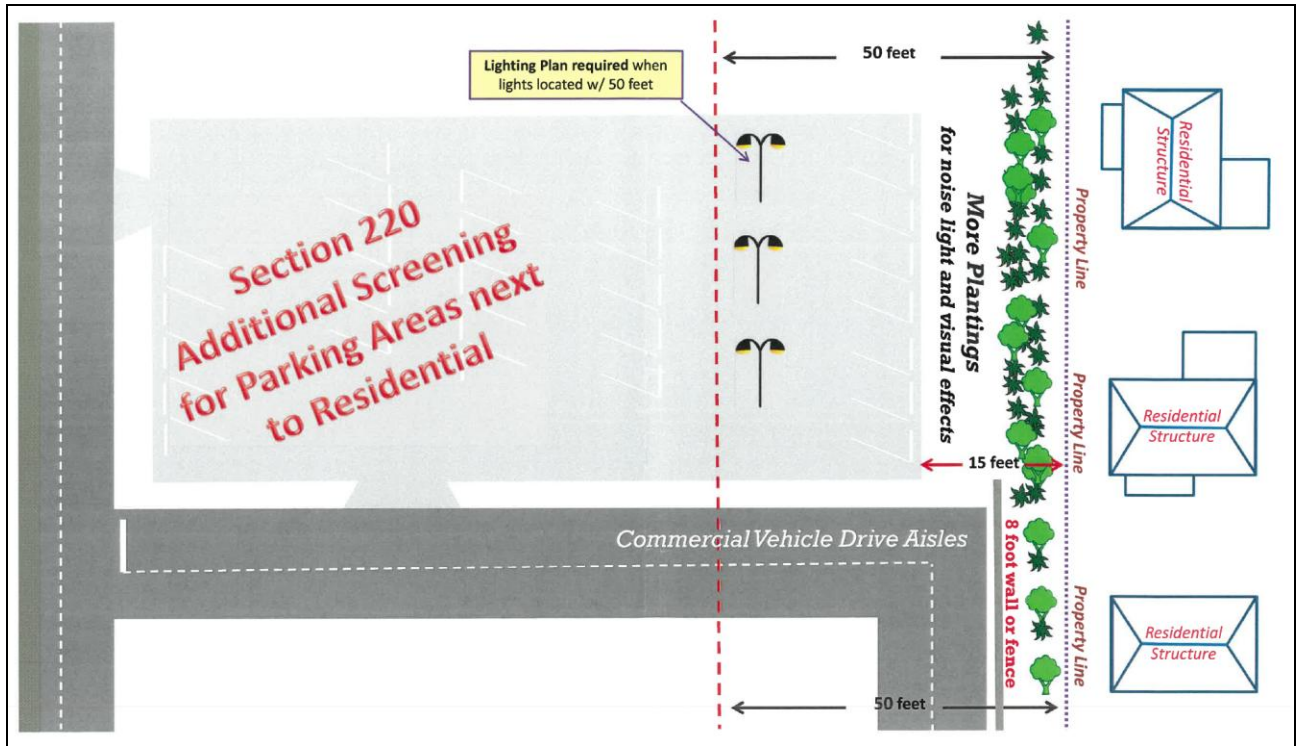 50 feet
Lighting Plan required when
lights located w/ 50 feet
Section 220
Additional Screening
for Parking Areas next
to Residential
More Plantings
for noise light and visual effects
Property Line
Residential
Structure
15 feet
Property Line
Residential
Structure
Commercial Vehicle Drive Aisles
8 foot wall or fence
Property Line
Residential
Structure
50 feet